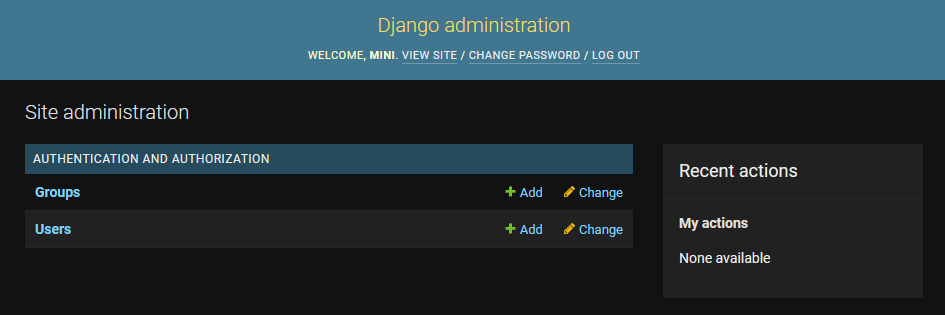 Django administration
WELCOME, MINI. VIEW SITE / CHANGE PASSWORD / LOG OUT
Site administration
AUTHENTICATION AND AUTHORIZATION
Groups Add Change
Users Add Change
Recent actions
My actions
None available